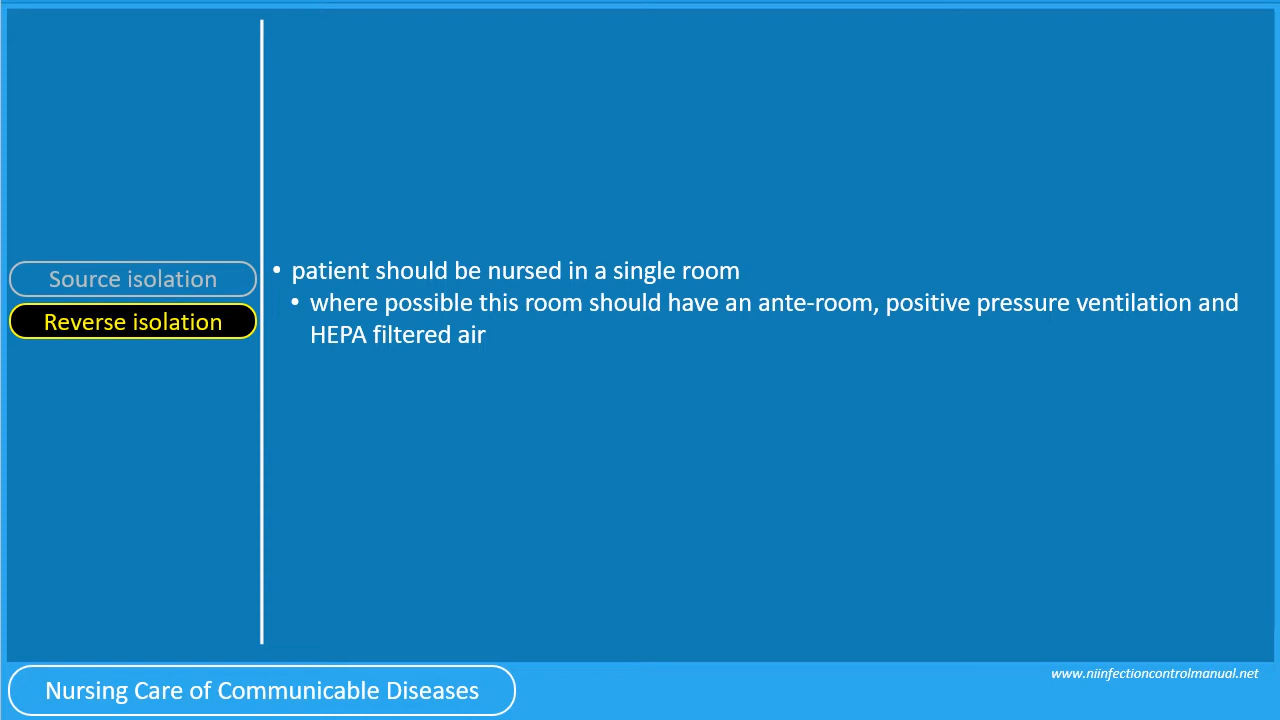 Source isolation
Reverse isolation
• patient should be nursed in a single room
• where possible this room should have an ante-room, positive pressure ventilation and
HEPA filtered air
Nursing Care of Communicable Diseases
www.niinfectioncontrolmanual.net